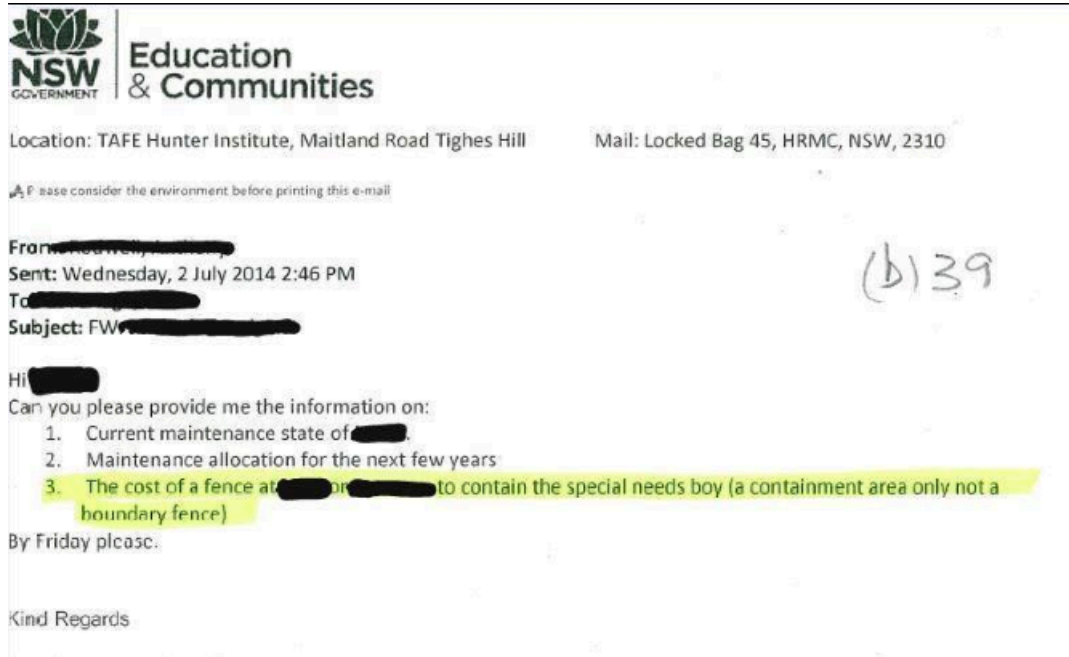 NSW
GOVERNMENT
Education
& Communities
Location: TAFE Hunter Institute, Maitland Road Tighes Hill Mail: Locked Bag 45, HRMC, NSW, 2310
P ease consider the environment before printing this e-mail
From
Sent: Wednesday, 2 July 2014 2:46 PM
To
Subject: FW
(b) 39
Hi
Can you please provide me the information on:
1. Current maintenance state of .
2. Maintenance allocation for the next few years
3. The cost of a fence at or to contain the special needs boy (a containment area only not a
boundary fence)
By Friday please.
Kind Regards